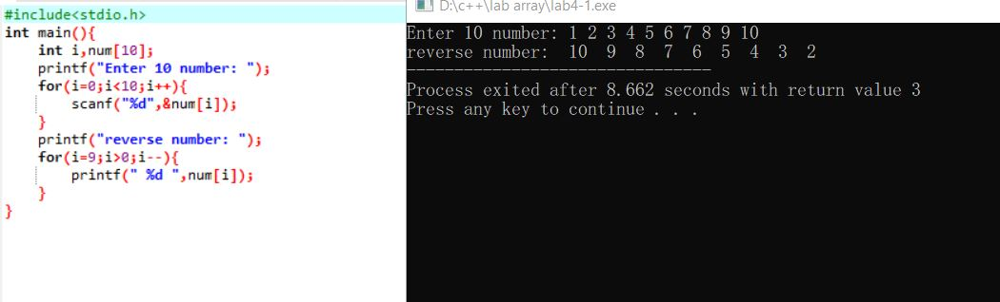 #include<stdio.h>
int main(){
    int i,num[10];
    printf("Enter 10 number: ");
    for(i=0;i<10;i++){
        scanf("%d",&num[i]);
    }
    printf("reverse number: ");
    for(i=9;i>0;i--){
        printf(" %d ",num[i]);
    }
}
D:\c++\lab array\lab4-1.exe
Enter 10 number: 1 2 3 4 5 6 7 8 9 10
reverse number:  10  9  8  7  6  5  4  3  2
--------------------------------
Process exited after 8.662 seconds with return value 3
Press any key to continue . . .